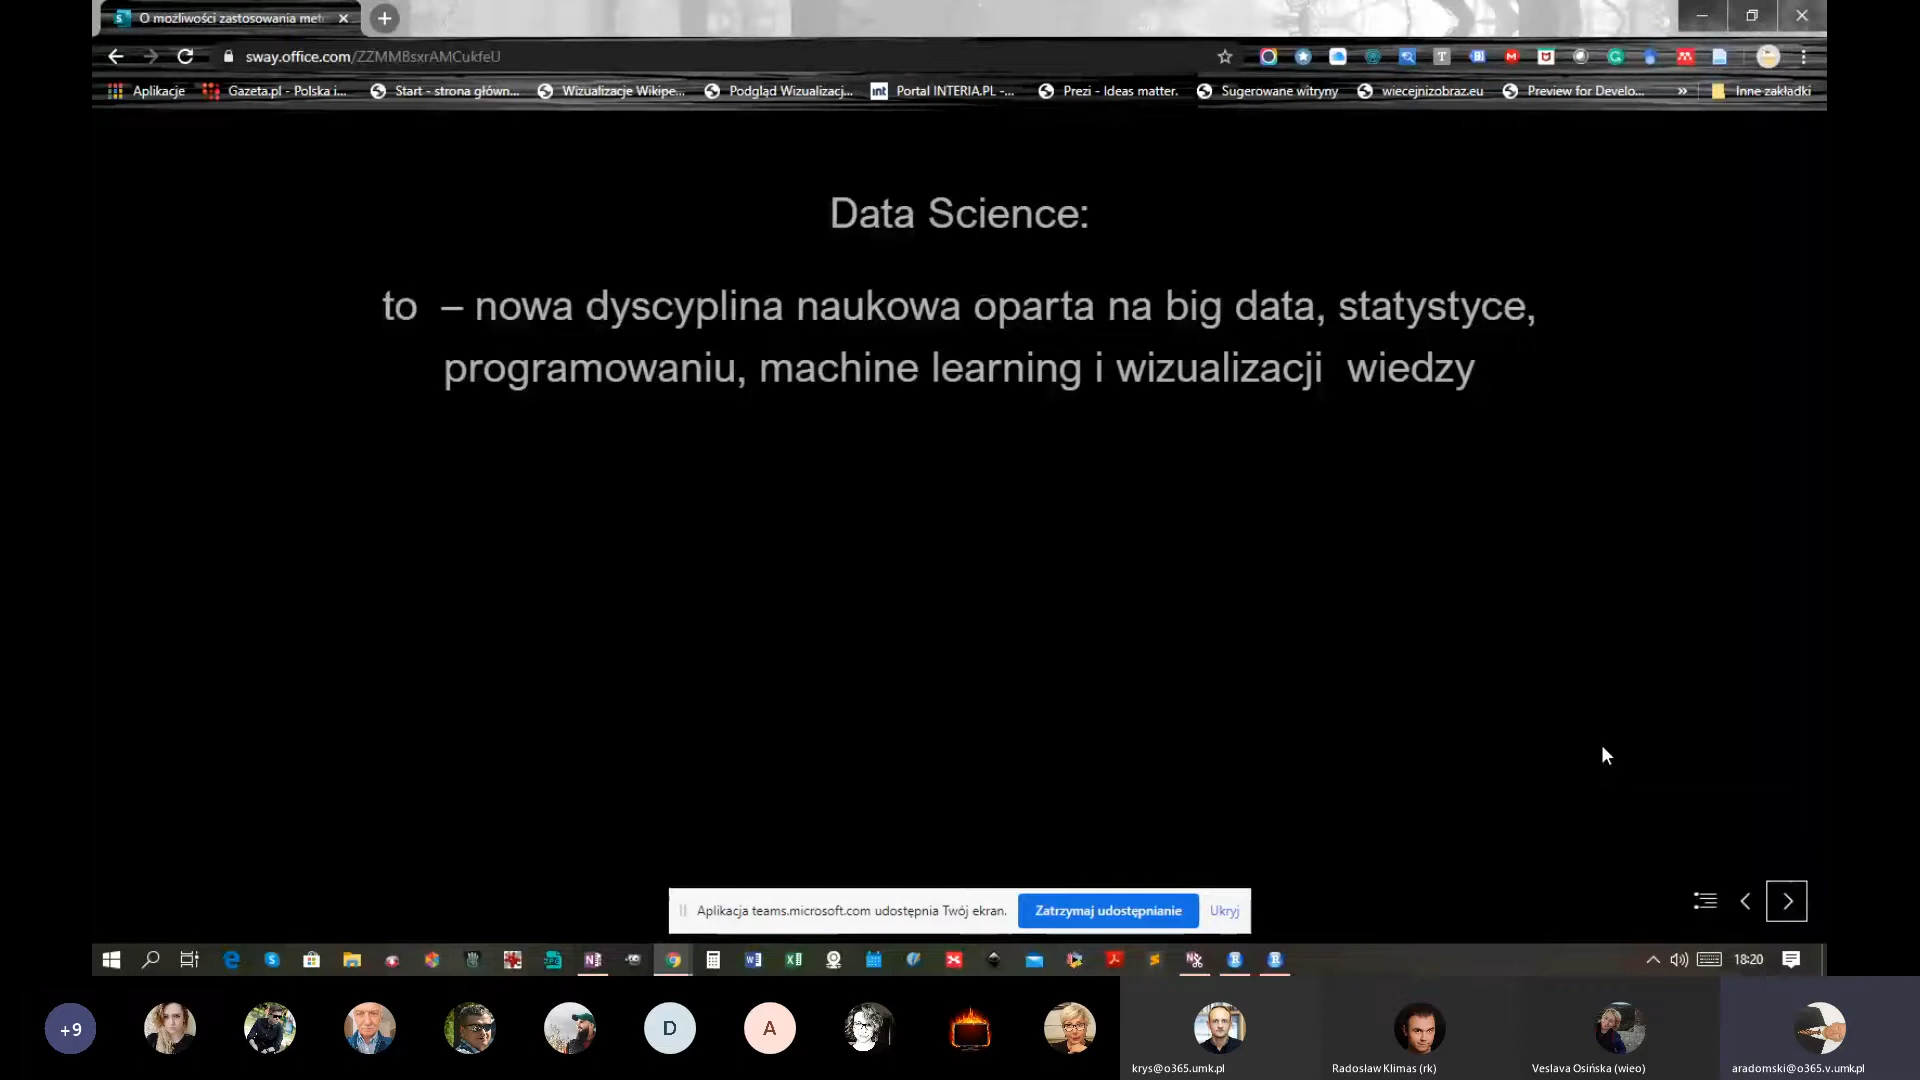 O możliwości zastosowania met
sway.office.com/ZZMMBsxrAMCukfeU
Aplikacje
Gazeta.pl - Polska i...
Start - strona główn...
Wizualizacje Wikipe...
Podgląd Wizualizacj...
int
Portal INTERIA.PL -...
Prezi - Ideas matter.
Sugerowane witryny
wiecejnizobraz.eu
Preview for Develo...
»
Inne zakładki
Data Science:
to – nowa dyscyplina naukowa oparta na big data, statystyce,
programowaniu, machine learning i wizualizacji wiedzy
Aplikacja teams.microsoft.com udostępnia Twój ekran.
Zatrzymaj udostępnianie
Ukryj
18:20
+9
D
A
krys@o365.umk.pl
Radosław Klimas (rk)
Veslava Osińska (wieo)
aradomski@o365.v.umk.pl